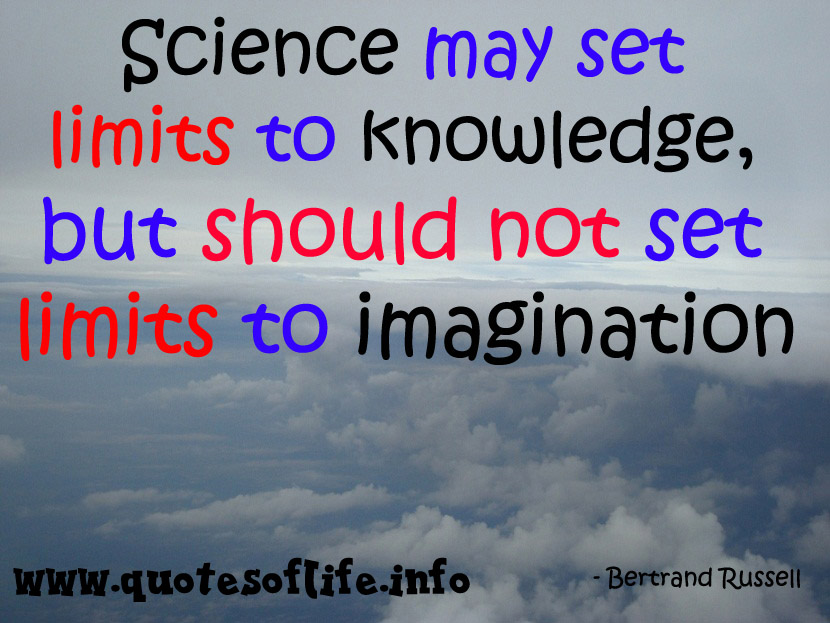 Science may set
limits to knowledge,
but should not set
limits to imagination
www.quotesoflife.info
- Bertrand Russell